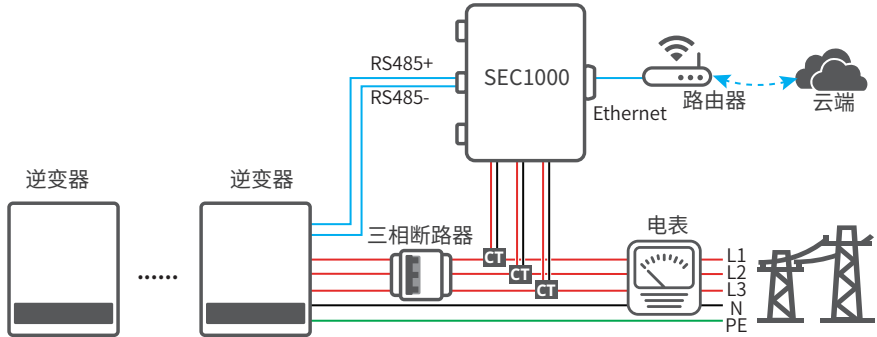 RS485+
SEC1000
RS485-
Ethernet
路由器
云端
逆变器
逆变器
三相断路器
电表
CT
CT
CT
L1
L2
L3
N
PE
......